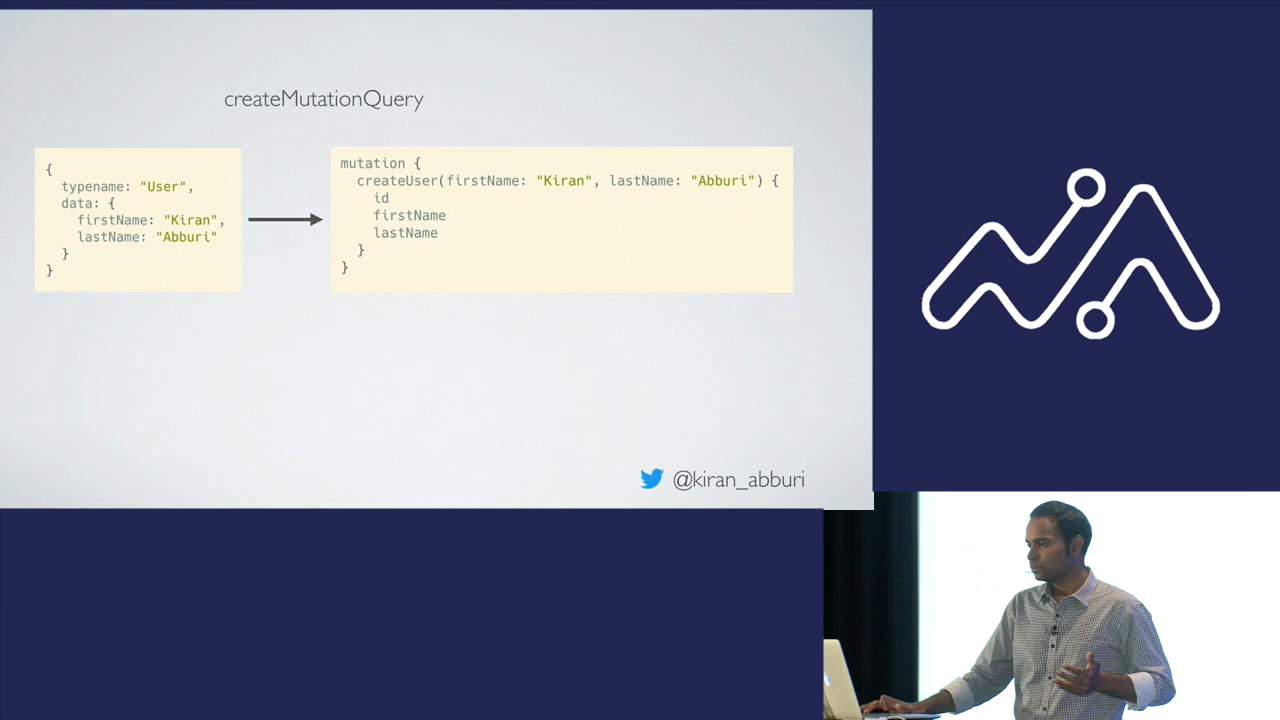 createMutationQuery
{
  typename: "User",
  data: {
    firstName: "Kiran",
    lastName: "Abburi"
  }
}
mutation {
  createUser(firstName: "Kiran", lastName: "Abburi") {
    id
    firstName
    lastName
  }
}
@kiran_abburi